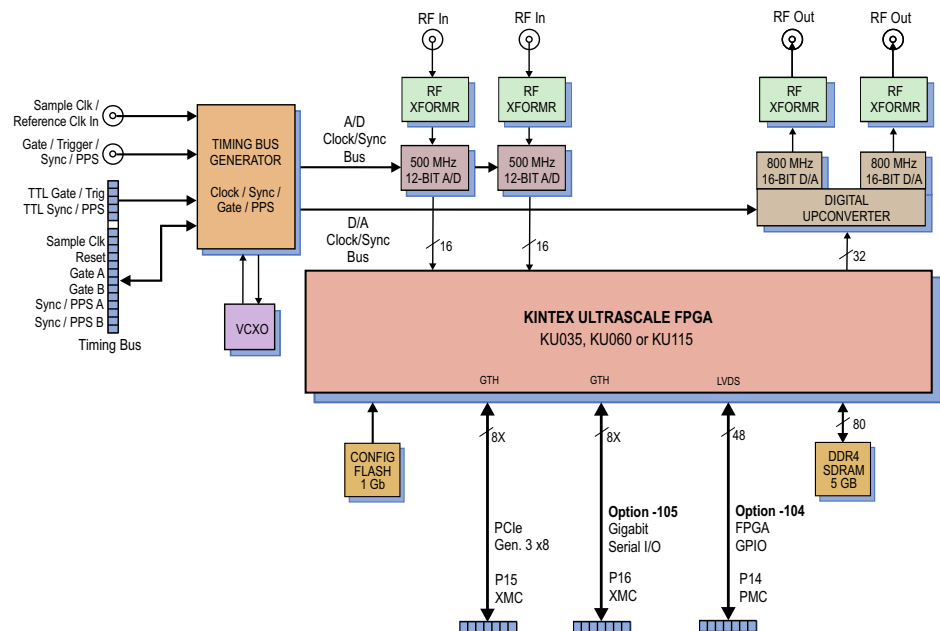 RF In
RF In
RF Out
RF Out
Sample Clk /
Reference Clk In
Gate / Trigger /
Sync / PPS
TTL Gate / Trig
TTL Sync / PPS
Sample Clk
Reset
Gate A
Gate B
Sync / PPS A
Sync / PPS B
Timing Bus
TIMING BUS
GENERATOR
Clock / Sync /
Gate / PPS
VCXO
A/D
Clock/Sync
Bus
D/A
Clock/Sync
Bus
RF
XFORMR
RF
XFORMR
500 MHz
12-BIT A/D
500 MHz
12-BIT A/D
16
16
RF
XFORMR
RF
XFORMR
800 MHz
16-BIT D/A
800 MHz
16-BIT D/A
DIGITAL
UPCONVERTER
32
KINTEX ULTRASCALE FPGA
KU035, KU060 or KU115
GTH
GTH
LVDS
8X
8X
48
80
CONFIG
FLASH
1 Gb
DDR4
SDRAM
5 GB
PCIe
Gen. 3 x8
P15
XMC
Option -105
Gigabit
Serial I/O
P16
XMC
Option -104
FPGA
GPIO
P14
PMC